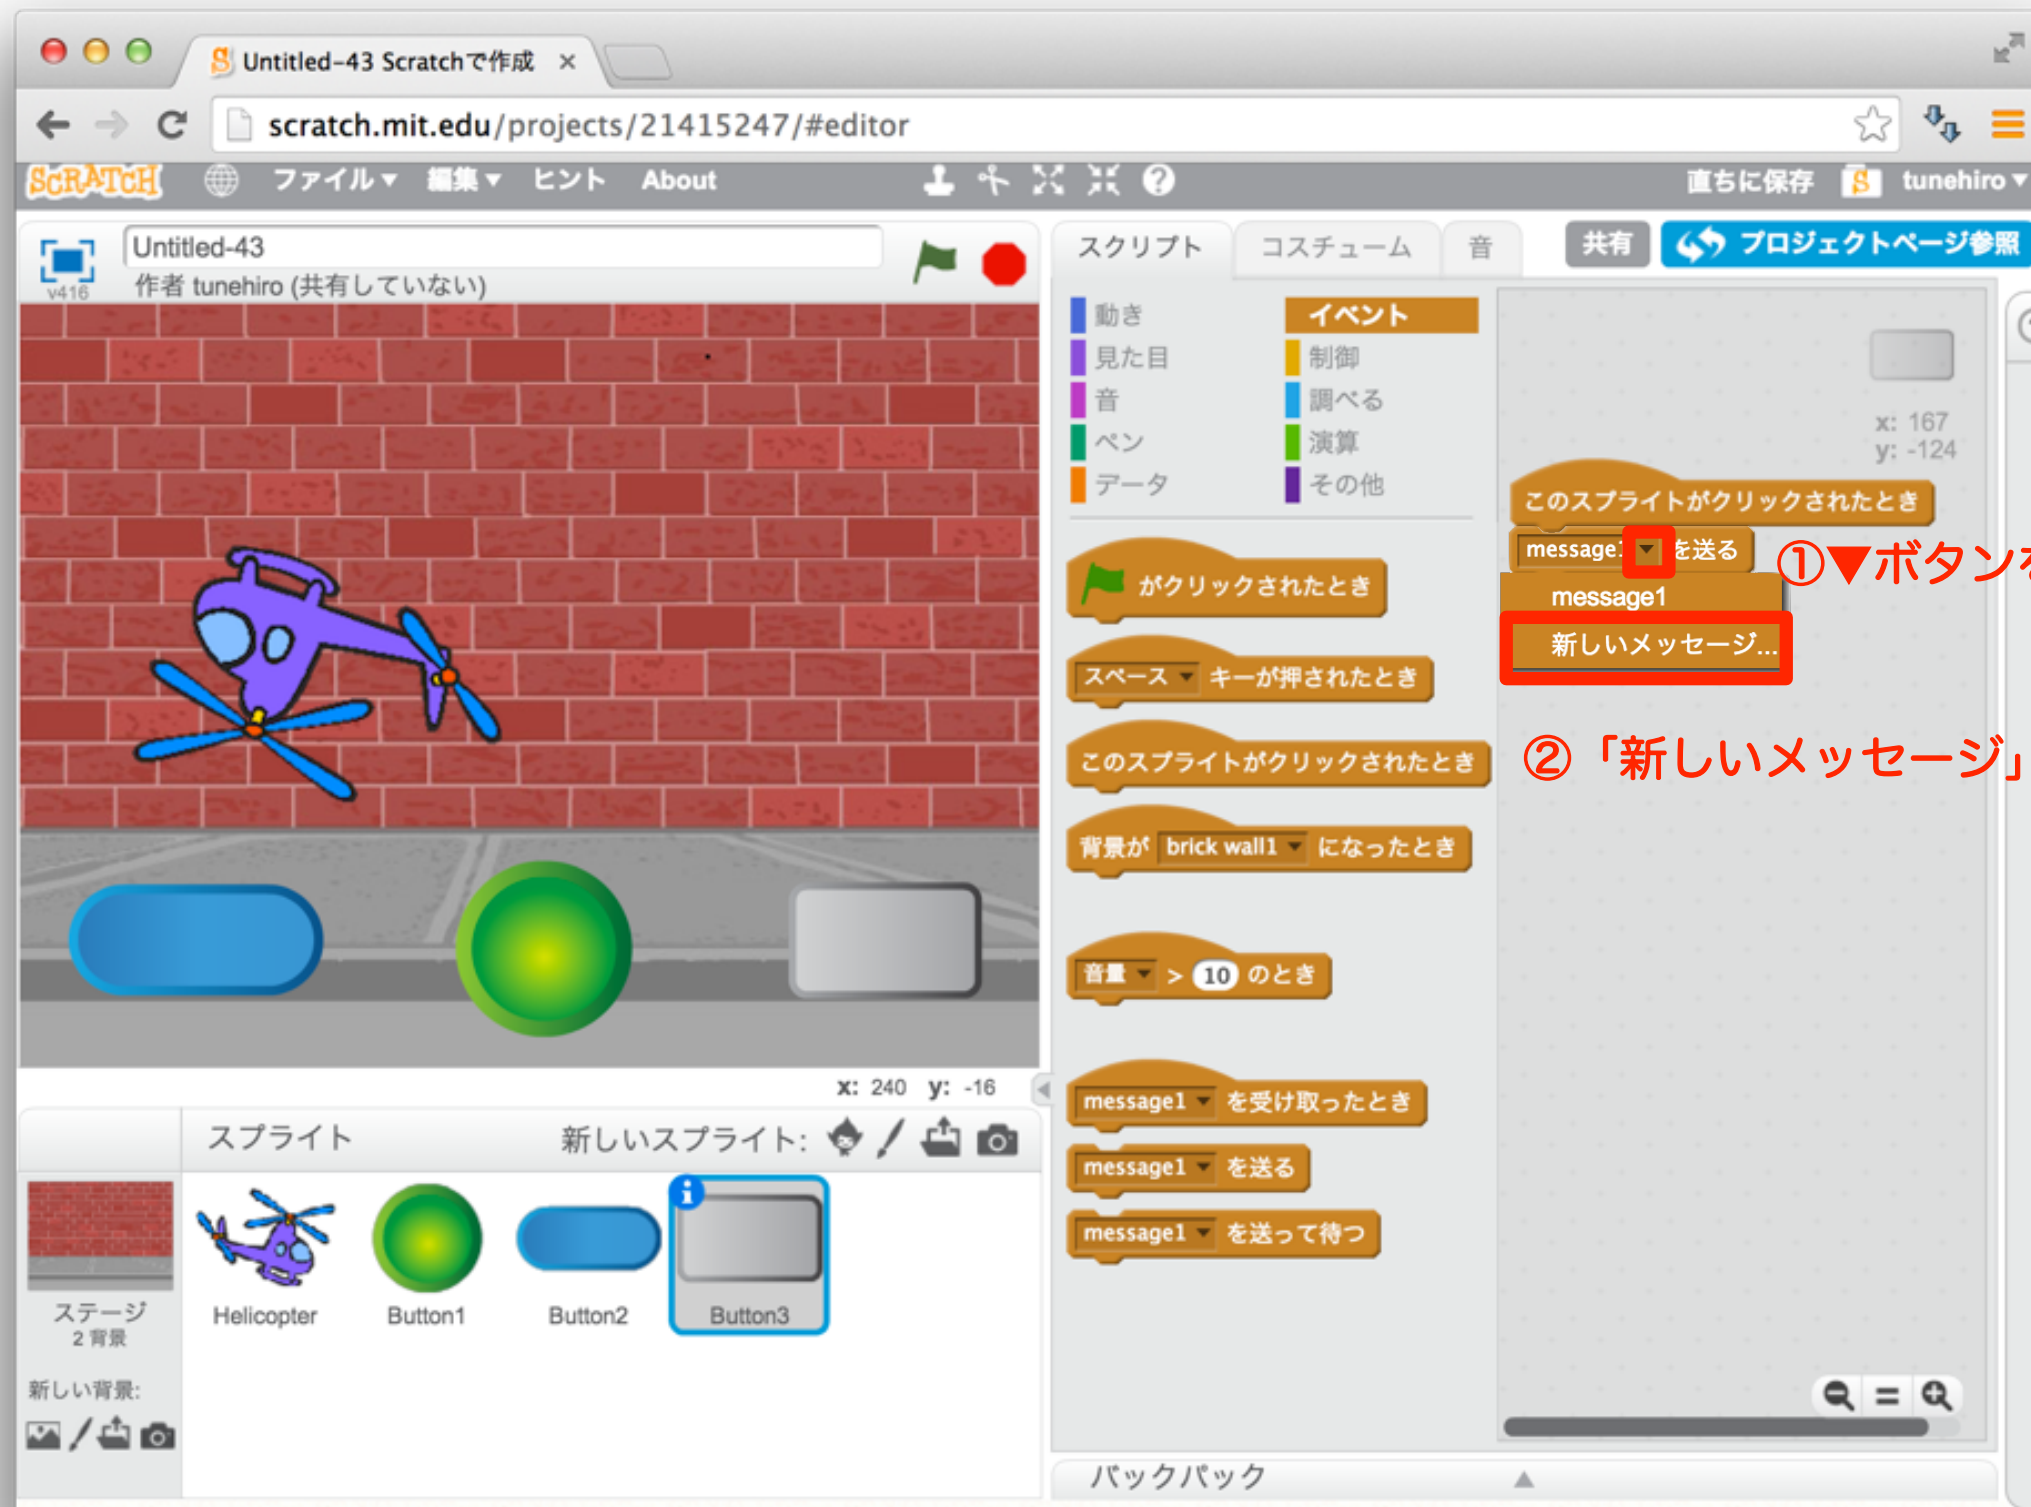 Untitled-43 Scratchで作成 ×
scratch.mit.edu/projects/21415247/#editor
SCRATCH ファイル▼ 編集▼ ヒント About 直ちに保存 tunehiro▼
v416
Untitled-43
作者 tunehiro (共有していない)
スクリプト コスチューム 音
共有 プロジェクトページ参照
動き イベント
見た目 制御
音 調べる
ペン 演算
データ その他
x: 167
y: -124
がクリックされたとき
スペース ▼ キーが押されたとき
このスプライトがクリックされたとき
背景が brick wall1 ▼ になったとき
音量 ▼ > 10 のとき
message1 ▼ を受け取ったとき
message1 ▼ を送る
message1 ▼ を送って待つ
このスプライトがクリックされたとき
message1 ▼ を送る
message1
新しいメッセージ...
①▼ボタンを
②「新しいメッセージ」
x: 240 y: -16
スプライト 新しいスプライト:
Helicopter Button1 Button2 Button3
ステージ
2 背景
新しい背景:
バックパック